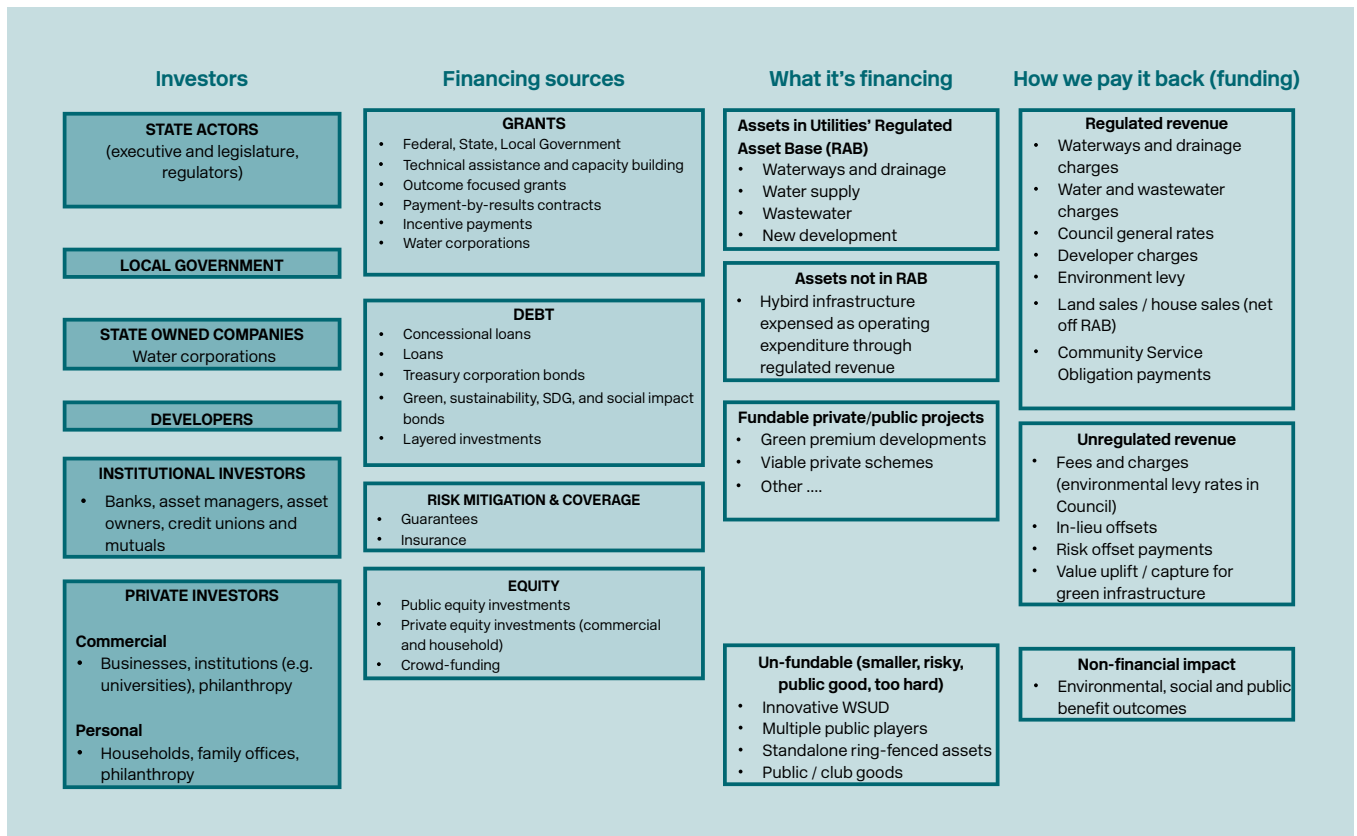 Investors
STATE ACTORS
(executive and legislature,
regulators)
LOCAL GOVERNMENT
STATE OWNED COMPANIES
Water corporations
DEVELOPERS
INSTITUTIONAL INVESTORS
• Banks, asset managers, asset
owners, credit unions and
mutuals
PRIVATE INVESTORS
Commercial
• Businesses, institutions (e.g.
universities), philanthropy
Personal
• Households, family offices,
philanthropy
Financing sources
GRANTS
• Federal, State, Local Government
• Technical assistance and capacity building
• Outcome focused grants
• Payment-by-results contracts
• Incentive payments
• Water corporations
DEBT
• Concessional loans
• Loans
• Treasury corporation bonds
• Green, sustainability, SDG, and social impact
bonds
• Layered investments
RISK MITIGATION & COVERAGE
• Guarantees
• Insurance
EQUITY
• Public equity investments
• Private equity investments (commercial
and household)
• Crowd-funding
What it's financing
Assets in Utilities' Regulated
Asset Base (RAB)
• Waterways and drainage
• Water supply
• Wastewater
• New development
Assets not in RAB
• Hybird infrastructure
expensed as operating
expenditure through
regulated revenue
Fundable private/public projects
• Green premium developments
• Viable private schemes
• Other ....
Un-fundable (smaller, risky,
public good, too hard)
• Innovative WSUD
• Multiple public players
• Standalone ring-fenced assets
• Public / club goods
How we pay it back (funding)
Regulated revenue
• Waterways and drainage
charges
• Water and wastewater
charges
• Council general rates
• Developer charges
• Environment levy
• Land sales / house sales (net
off RAB)
• Community Service
Obligation payments
Unregulated revenue
• Fees and charges
(environmental levy rates in
Council)
• In-lieu offsets
• Risk offset payments
• Value uplift / capture for
green infrastructure
Non-financial impact
• Environmental, social and public
benefit outcomes